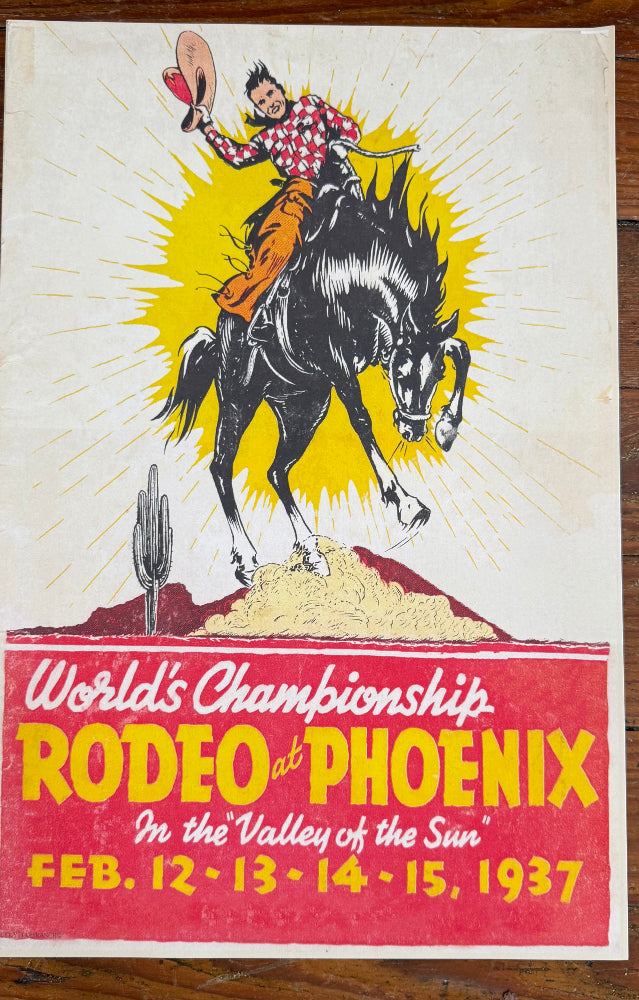 World's Championship
RODEO at PHOENIX
In the "Valley of the Sun"
FEB. 12 - 13 - 14 - 15, 1937